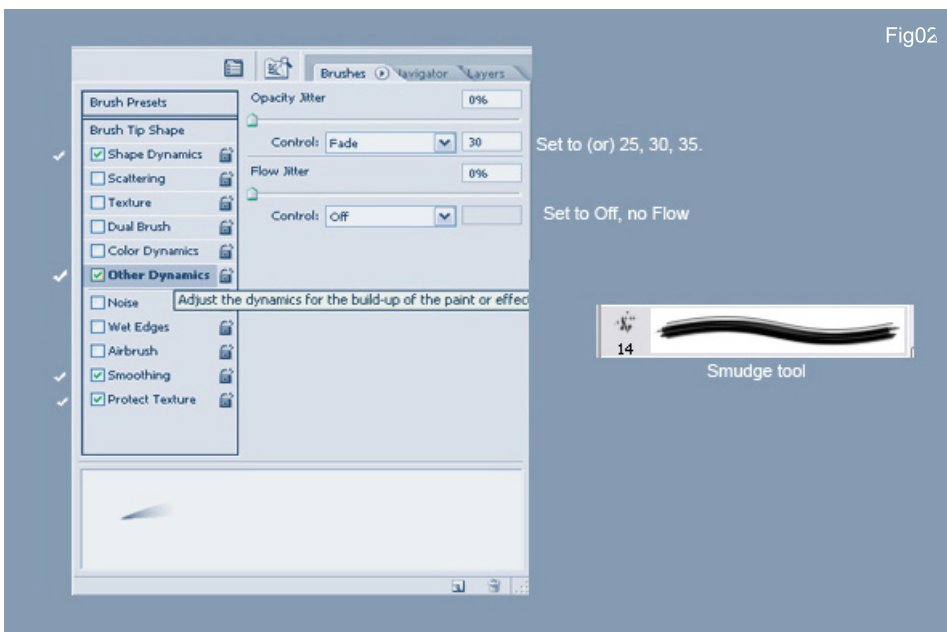 Fig02
Brushes Navigator Layers
Brush Presets
Opacity Jitter 0%
Brush Tip Shape
Control: Fade 30
Set to (or) 25, 30, 35.
Shape Dynamics
Scattering
Flow Jitter 0%
Texture
Control: Off
Set to Off, no Flow
Dual Brush
Color Dynamics
Other Dynamics
Noise
Adjust the dynamics for the build-up of the paint or effec
Wet Edges
Airbrush
14
Smudge tool
Smoothing
Protect Texture